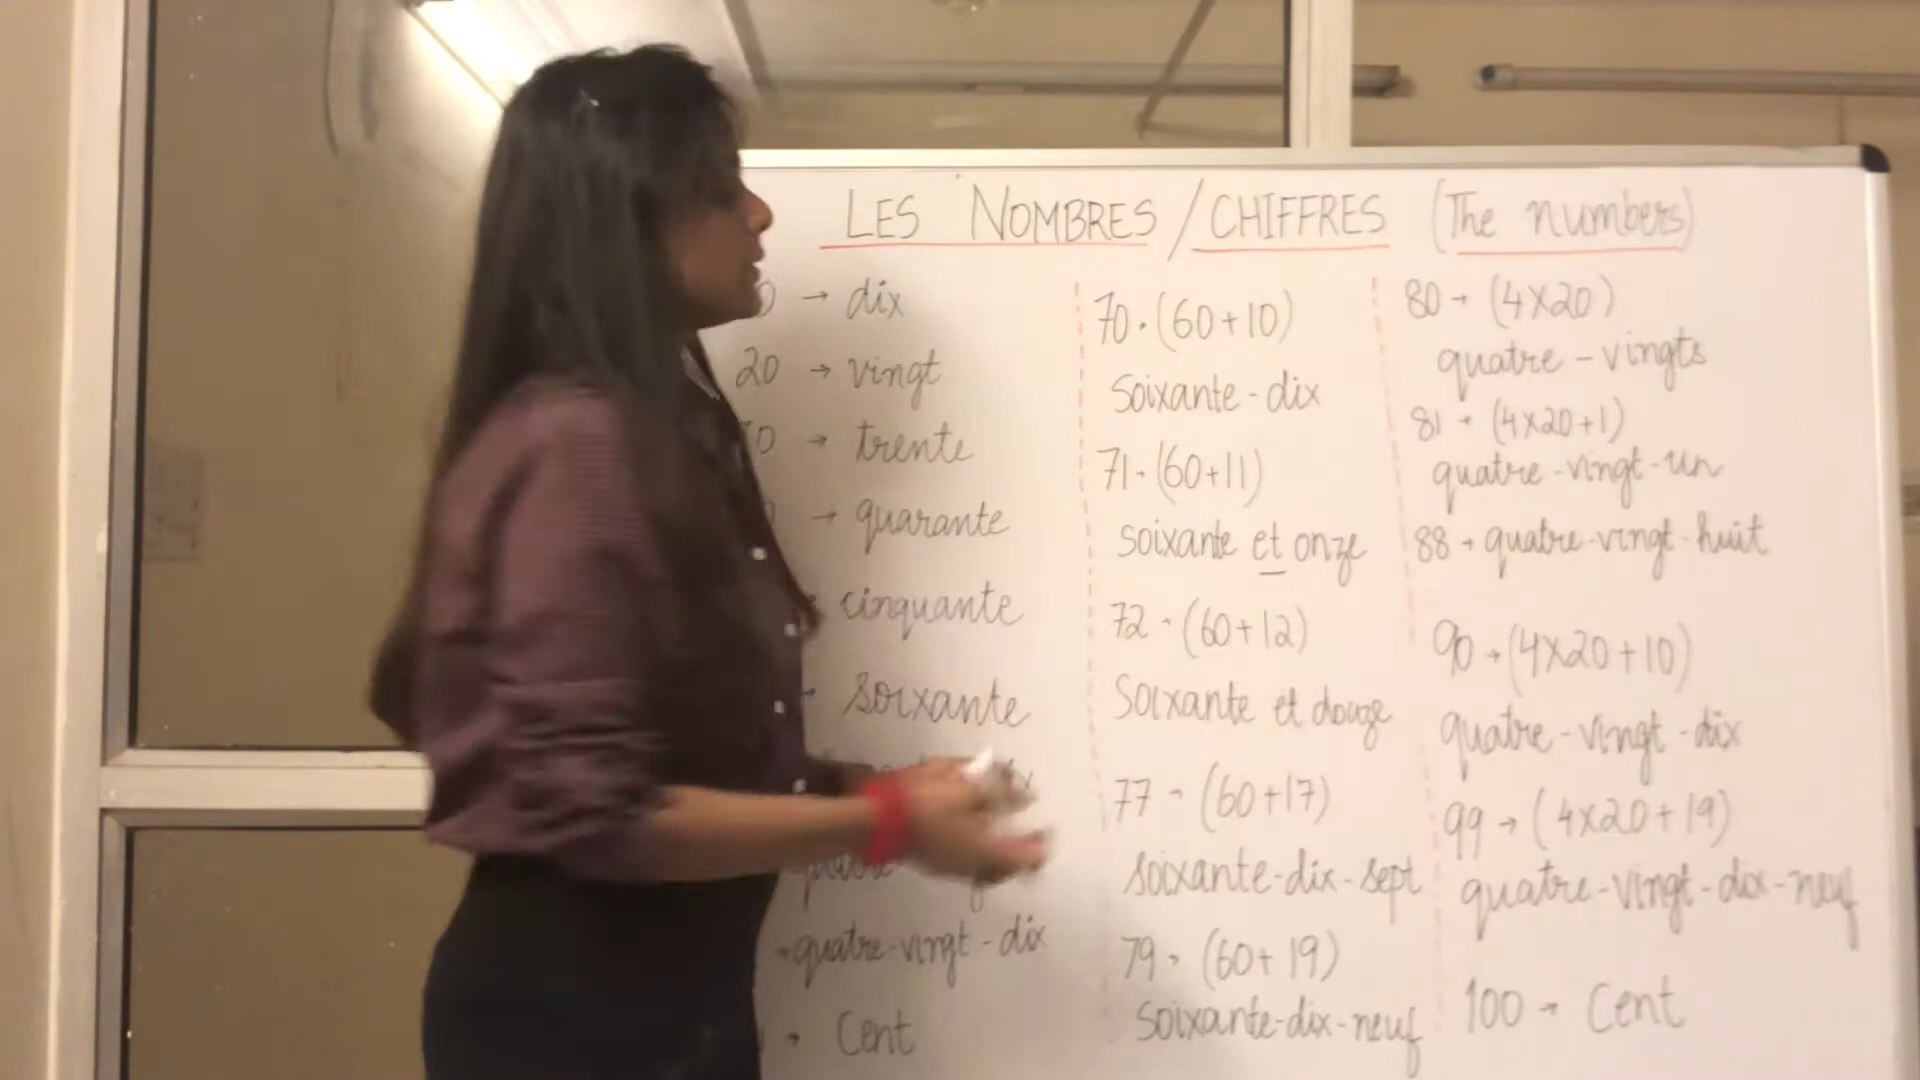 LES NOMBRES / CHIFFRES (The numbers)
→ dix
20 → vingt
→ trente
→ quarante
cinquante
soixante
quatre-vingt-dix
→ Cent
70 → (60+10)
Soixante-dix
71 → (60+11)
soixante et onze
72 → (60+12)
Soixante et douze
77 → (60+17)
soixante-dix-sept
79 → (60+19)
soixante-dix-neuf
80 → (4x20)
quatre-vingts
81 → (4x20+1)
quatre-vingt-un
88 → quatre-vingt-huit
90 → (4x20+10)
quatre-vingt-dix
99 → (4x20+19)
quatre-vingt-dix-neuf
100 → Cent